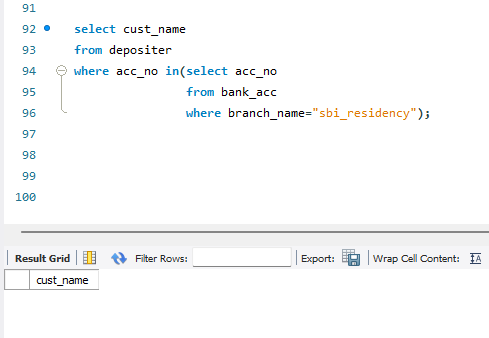 91
92 select cust_name
93 from depositer
94 where acc_no in(select acc_no
95 from bank_acc
96 where branch_name="sbi_residency");
97
98
99
100
Result Grid Filter Rows: Export: Wrap Cell Content:
cust_name